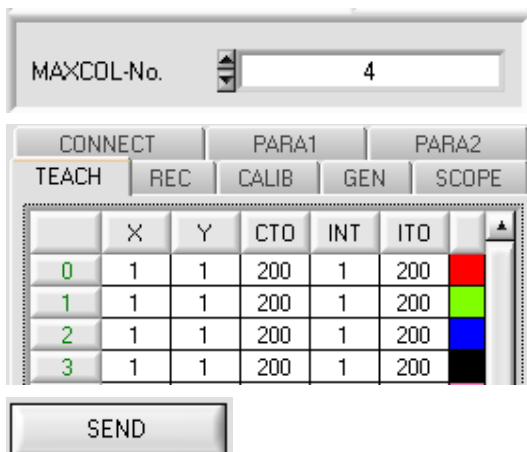 MAXCOL-No. 4
CONNECT PARA1 PARA2
TEACH REC CALIB GEN SCOPE
X Y CTO INT ITO
0 1 1 200 1 200
1 1 1 200 1 200
2 1 1 200 1 200
3 1 1 200 1 200
SEND